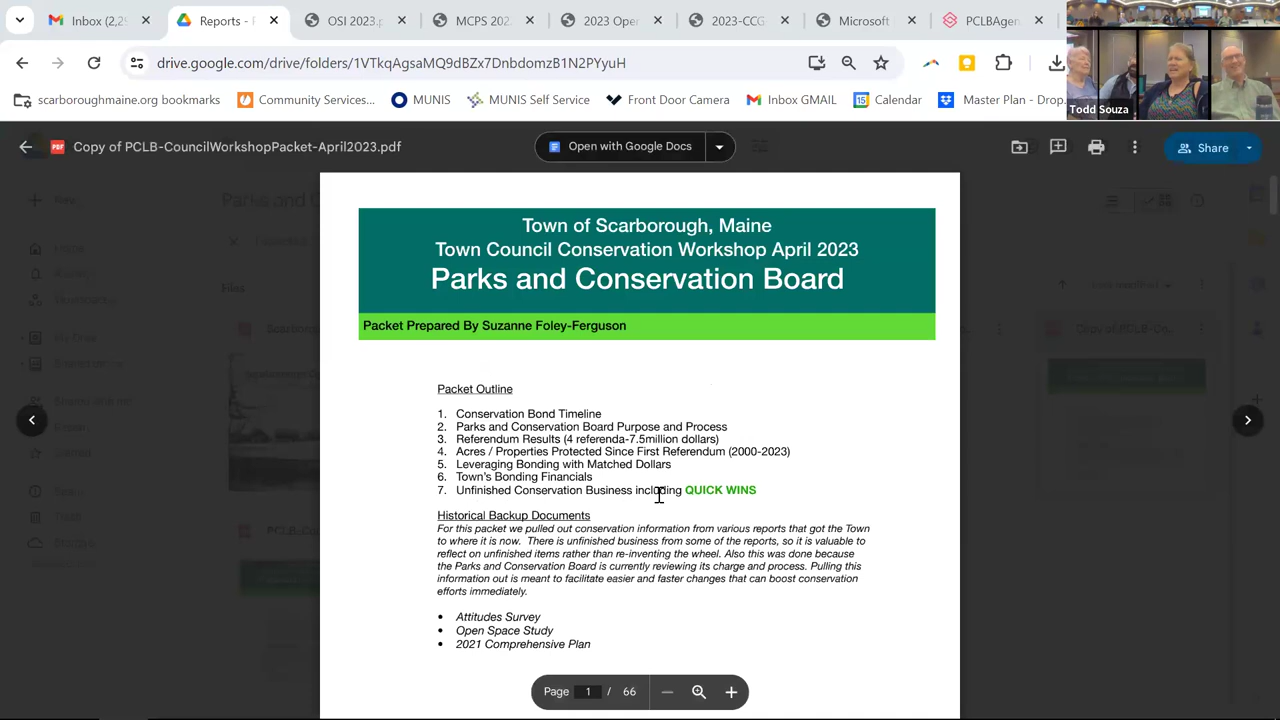 Inbox (2,2
Reports - F
OSI 2023.p
MCPS 202
2023 Ope
2023-CCG
Microsoft
PCLBAgen
drive.google.com/drive/folders/1VTkqAgsaMQ9dBZx7DnbdomzB1N2PYyuH
scarboroughmaine.org bookmarks
Community Services...
MUNIS
MUNIS Self Service
Front Door Camera
Inbox GMAIL
Calendar
Master Plan - Drop
Todd Souza
PDF
Copy of PCLB-CouncilWorkshopPacket-April2023.pdf
Open with Google Docs
Share
Town of Scarborough, Maine
Town Council Conservation Workshop April 2023
Parks and Conservation Board
Packet Prepared By Suzanne Foley-Ferguson
Packet Outline
1. Conservation Bond Timeline
2. Parks and Conservation Board Purpose and Process
3. Referendum Results (4 referenda-7.5million dollars)
4. Acres / Properties Protected Since First Referendum (2000-2023)
5. Leveraging Bonding with Matched Dollars
6. Town's Bonding Financials
7. Unfinished Conservation Business including QUICK WINS
Historical Backup Documents
For this packet we pulled out conservation information from various reports that got the Town
to where it is now. There is unfinished business from some of the reports, so it is valuable to
reflect on unfinished items rather than re-inventing the wheel. Also this was done because
the Parks and Conservation Board is currently reviewing its charge and process. Pulling this
information out is meant to facilitate easier and faster changes that can boost conservation
efforts immediately.
• Attitudes Survey
• Open Space Study
• 2021 Comprehensive Plan
Page 1 / 66